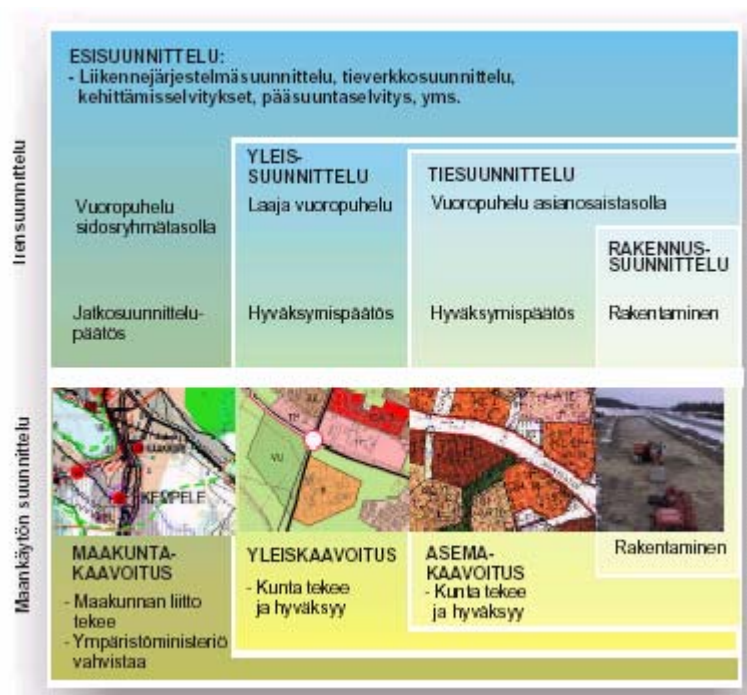 ESISUUNNITTELU:
- Liikennejärjestelmäsuunnittelu, tieverkkosuunnittelu,
kehittämisselvitykset, pääsuuntaselvitys, yms.
YLEIS-
SUUNNITTELU
TIESUUNNITTELU
Vuoropuhelu
sidosryhmätasolla
Laaja vuoropuhelu
Vuoropuhelu asianosaistasolla
RAKENNUS-
SUUNNITTELU
Jatkosuunnittelu-
päätös
Hyväksymispäätös
Hyväksymispäätös
Rakentaminen
Irensuunnittelu
Maankäytön suunnittelu
KEMPELE
VU
MAAKUNTA-
KAAVOITUS
- Maakunnan liitto
tekee
- Ympäristöministeriö
vahvistaa
YLEISKAAVOITUS
- Kunta tekee
ja hyväksyy
ASEMA-
KAAVOITUS
- Kunta tekee
ja hyväksyy
Rakentaminen